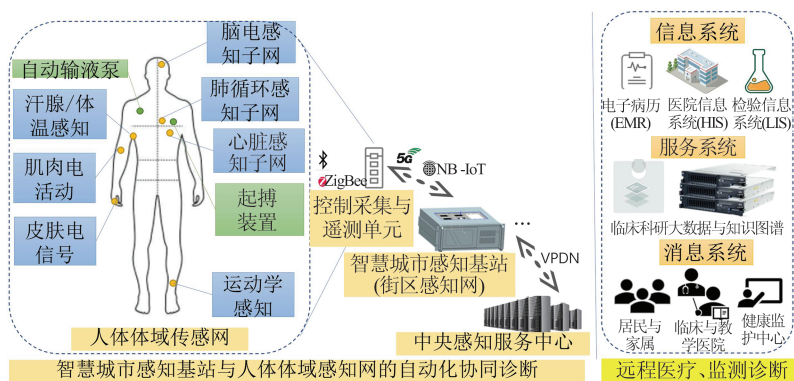 脑电感
知子网
自动输液泵
肺循环感
知子网
汗腺/体
温感知
心脏感
知子网
肌肉电
活动
起搏
装置
皮肤电
信号
运动学
感知
人体体域传感网
ZigBee
5G
NB-IoT
控制采集与
遥测单元
...
智慧城市感知基站
(街区感知网)
VPDN
中央感知服务中心
智慧城市感知基站与人体体域感知网的自动化协同诊断
信息系统
电子病历
(EMR)
医院信息
系统(HIS)
检验信息
系统(LIS)
服务系统
临床科研大数据与知识图谱
消息系统
居民与
家属
临床与教
学医院
健康监
护中心
远程医疗、监测诊断